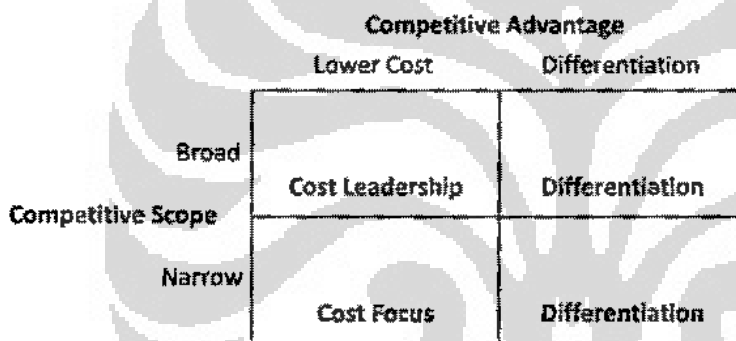 Competitive Advantage
Lower Cost Differentiation
Broad
Cost Leadership Differentiation
Competitive Scope
Narrow
Cost Focus Differentiation